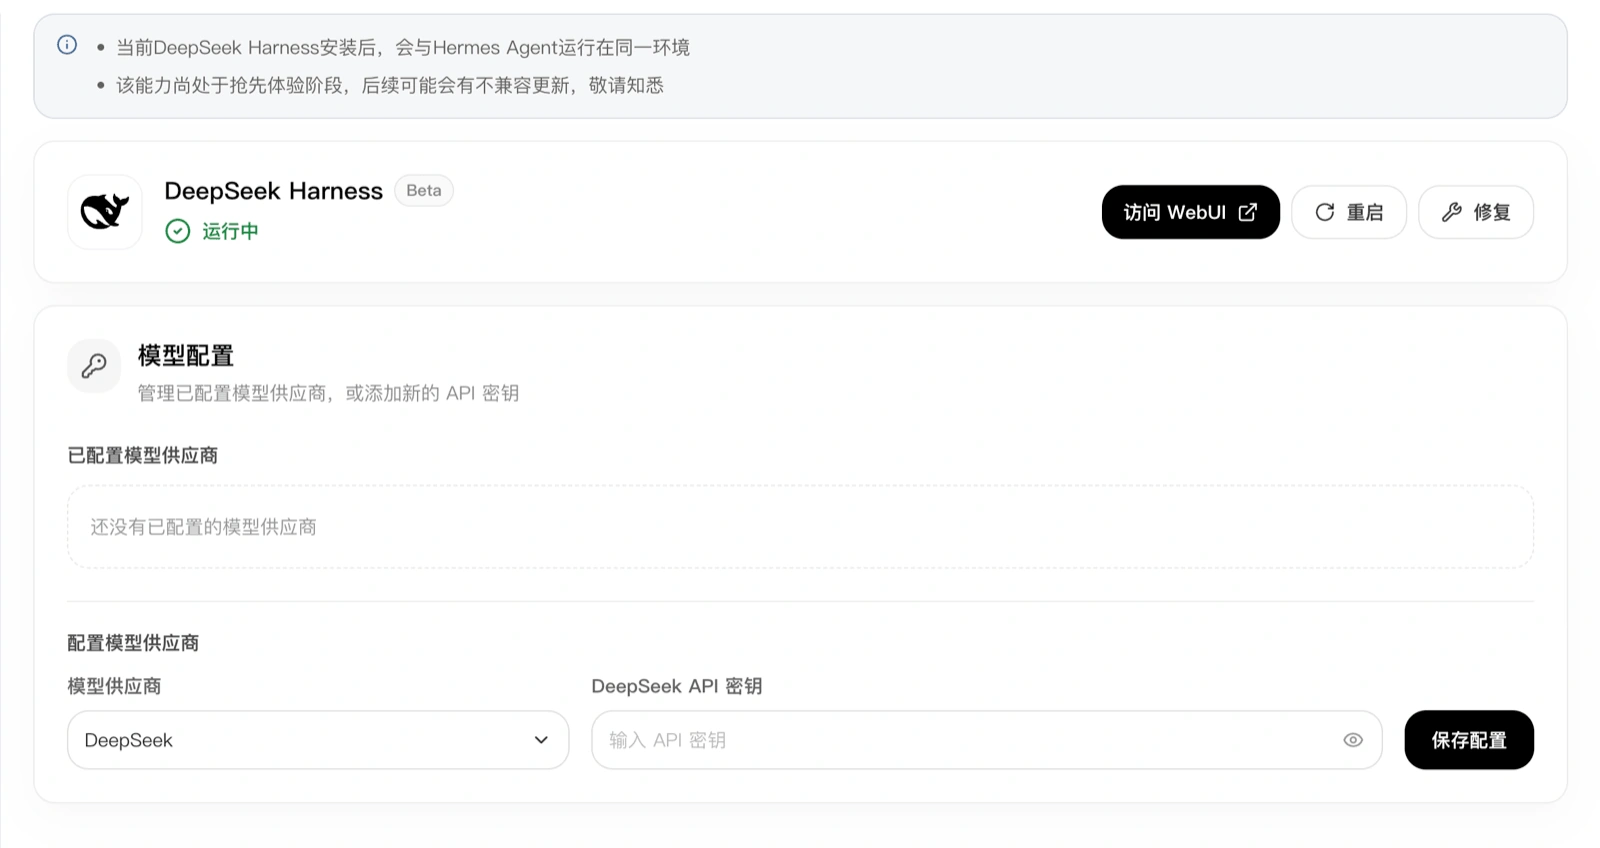 当前DeepSeek Harness安装后，会与Hermes Agent运行在同一环境
该能力尚处于抢先体验阶段，后续可能会有不兼容更新，敬请知悉
DeepSeek Harness Beta
运行中
访问 WebUI 重启 修复
模型配置
管理已配置模型供应商，或添加新的 API 密钥
已配置模型供应商
还没有已配置的模型供应商
配置模型供应商
模型供应商 DeepSeek API 密钥
DeepSeek 输入 API 密钥 保存配置